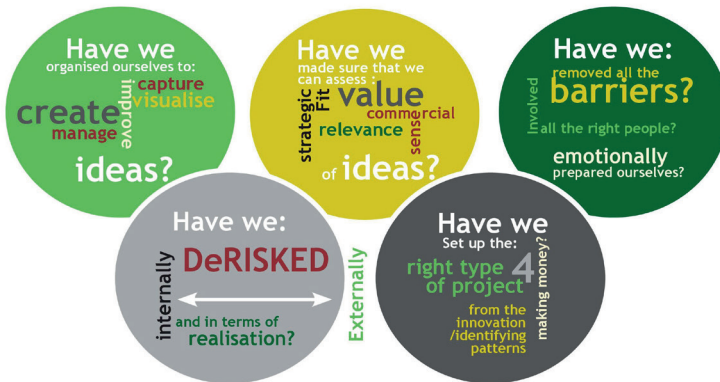 Have we
organised ourselves to:
capture
visualise
improve
create
manage
ideas?
Have we
made sure that we
can assess :
strategic
Fit
value
commercial
relevance
sense
of ideas?
Have we:
removed all the
barriers?
Involved
all the right people?
emotionally
prepared ourselves?
Have we:
internally
DeRISKED
Externally
and in terms of
realisation?
Have we
Set up the:
right type
of project
4
making money?
from the
innovation
/identifying
patterns